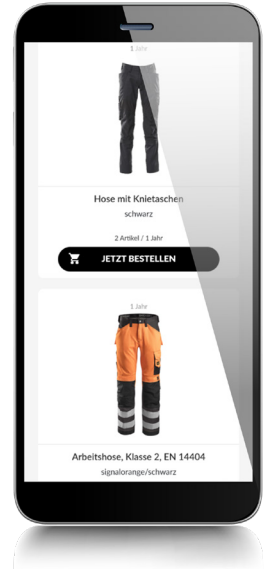 1 Jahr
Hose mit Knietaschen
schwarz
2 Artikel / 1 Jahr
JETZT BESTELLEN
1 Jahr
Arbeitshose, Klasse 2, EN 14404
signalorange/schwarz